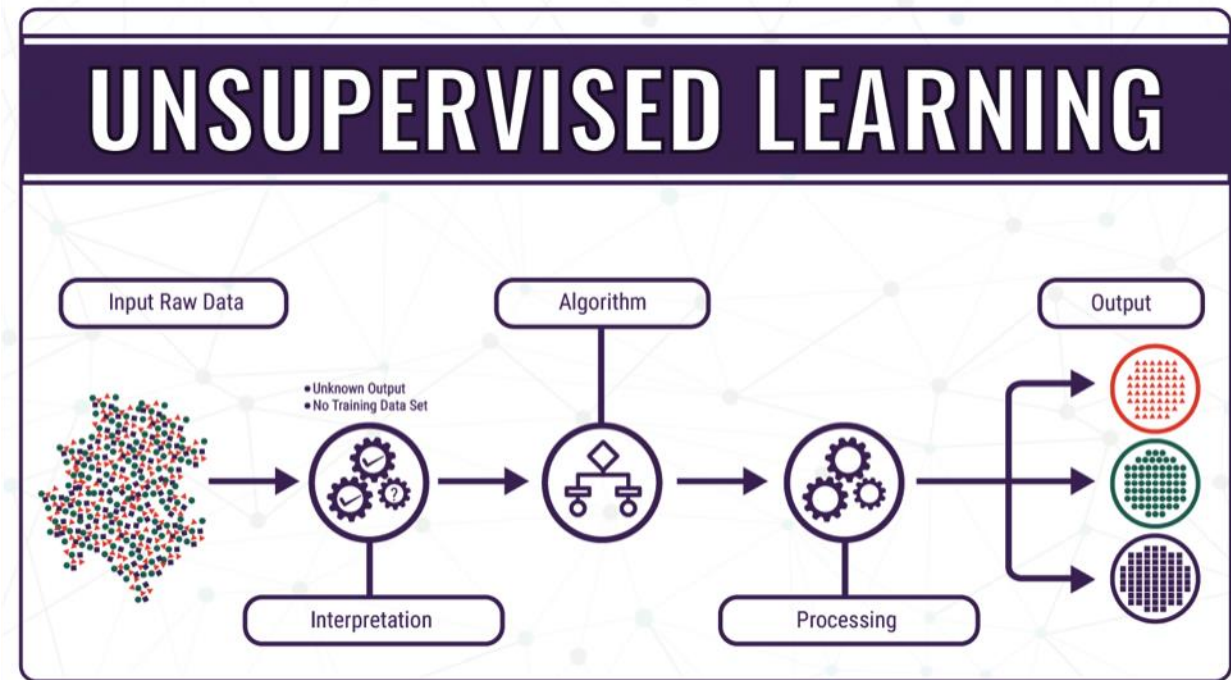 UNSUPERVISED LEARNING
Input Raw Data
Algorithm
Output
• Unknown Output
• No Training Data Set
?
Interpretation
Processing